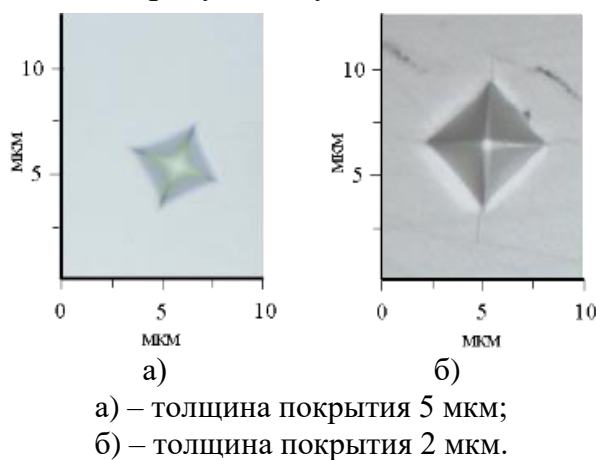 10
мкм
5
0
5
10
мкм
а)
10
мкм
5
0
5
10
мкм
б)
а) – толщина покрытия 5 мкм;
б) – толщина покрытия 2 мкм.